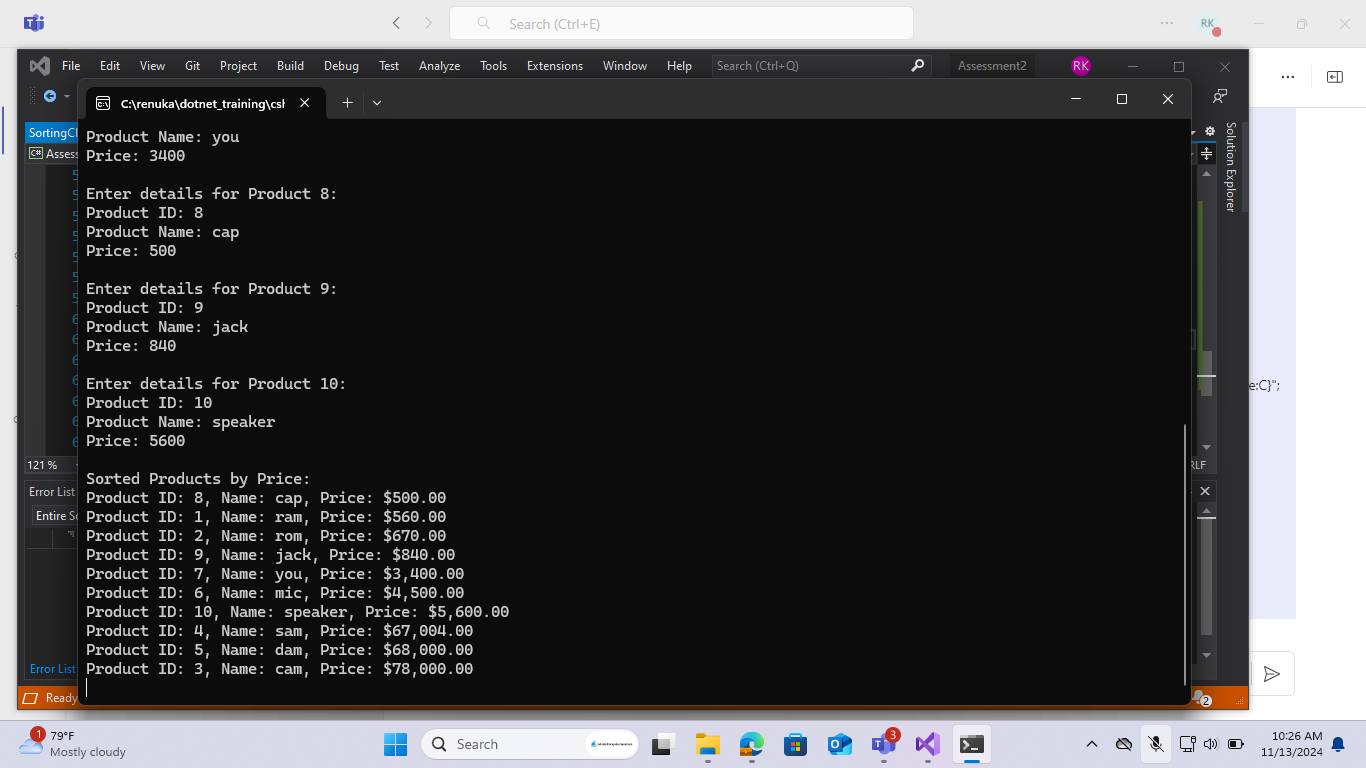 Search (Ctrl+E)
RK
File Edit View Git Project Build Debug Test Analyze Tools Extensions Window Help Search (Ctrl+Q) Assessment2 RK
C:\renuka\dotnet_training\csh
SortingCl
C# Assess
Solution Explorer
Product Name: you
Price: 3400
Enter details for Product 8:
Product ID: 8
Product Name: cap
Price: 500
Enter details for Product 9:
Product ID: 9
Product Name: jack
Price: 840
Enter details for Product 10:
Product ID: 10
Product Name: speaker
Price: 5600
Sorted Products by Price:
Product ID: 8, Name: cap, Price: $500.00
Product ID: 1, Name: ram, Price: $560.00
Product ID: 2, Name: rom, Price: $670.00
Product ID: 9, Name: jack, Price: $840.00
Product ID: 7, Name: you, Price: $3,400.00
Product ID: 6, Name: mic, Price: $4,500.00
Product ID: 10, Name: speaker, Price: $5,600.00
Product ID: 4, Name: sam, Price: $67,004.00
Product ID: 5, Name: dam, Price: $68,000.00
Product ID: 3, Name: cam, Price: $78,000.00
e:C}";
121 %
RLF
Error List
Entire So
Error List
Ready
2
1
79°F
Mostly cloudy
Search
3
10:26 AM
11/13/2024